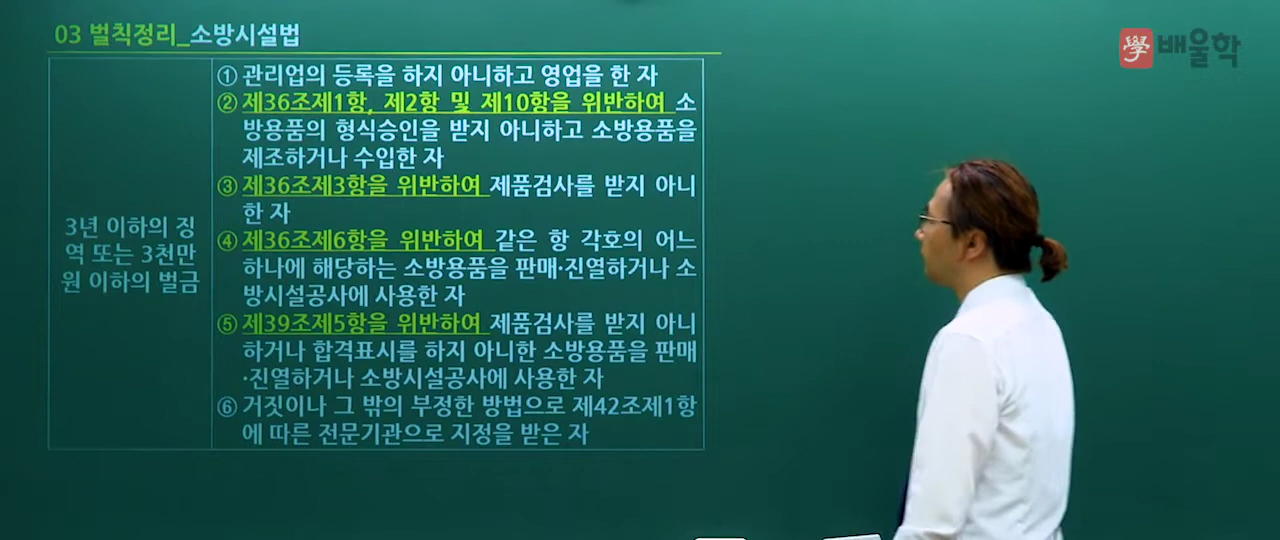 03 벌칙정리_소방시설법
學 배울학
3년 이하의 징
역 또는 3천만
원 이하의 벌금
① 관리업의 등록을 하지 아니하고 영업을 한 자
② 제36조제1항, 제2항 및 제10항을 위반하여 소
방용품의 형식승인을 받지 아니하고 소방용품을
제조하거나 수입한 자
③ 제36조제3항을 위반하여 제품검사를 받지 아니
한 자
④ 제36조제6항을 위반하여 같은 항 각호의 어느
하나에 해당하는 소방용품을 판매·진열하거나 소
방시설공사에 사용한 자
⑤ 제39조제5항을 위반하여 제품검사를 받지 아니
하거나 합격표시를 하지 아니한 소방용품을 판매
·진열하거나 소방시설공사에 사용한 자
⑥ 거짓이나 그 밖의 부정한 방법으로 제42조제1항
에 따른 전문기관으로 지정을 받은 자